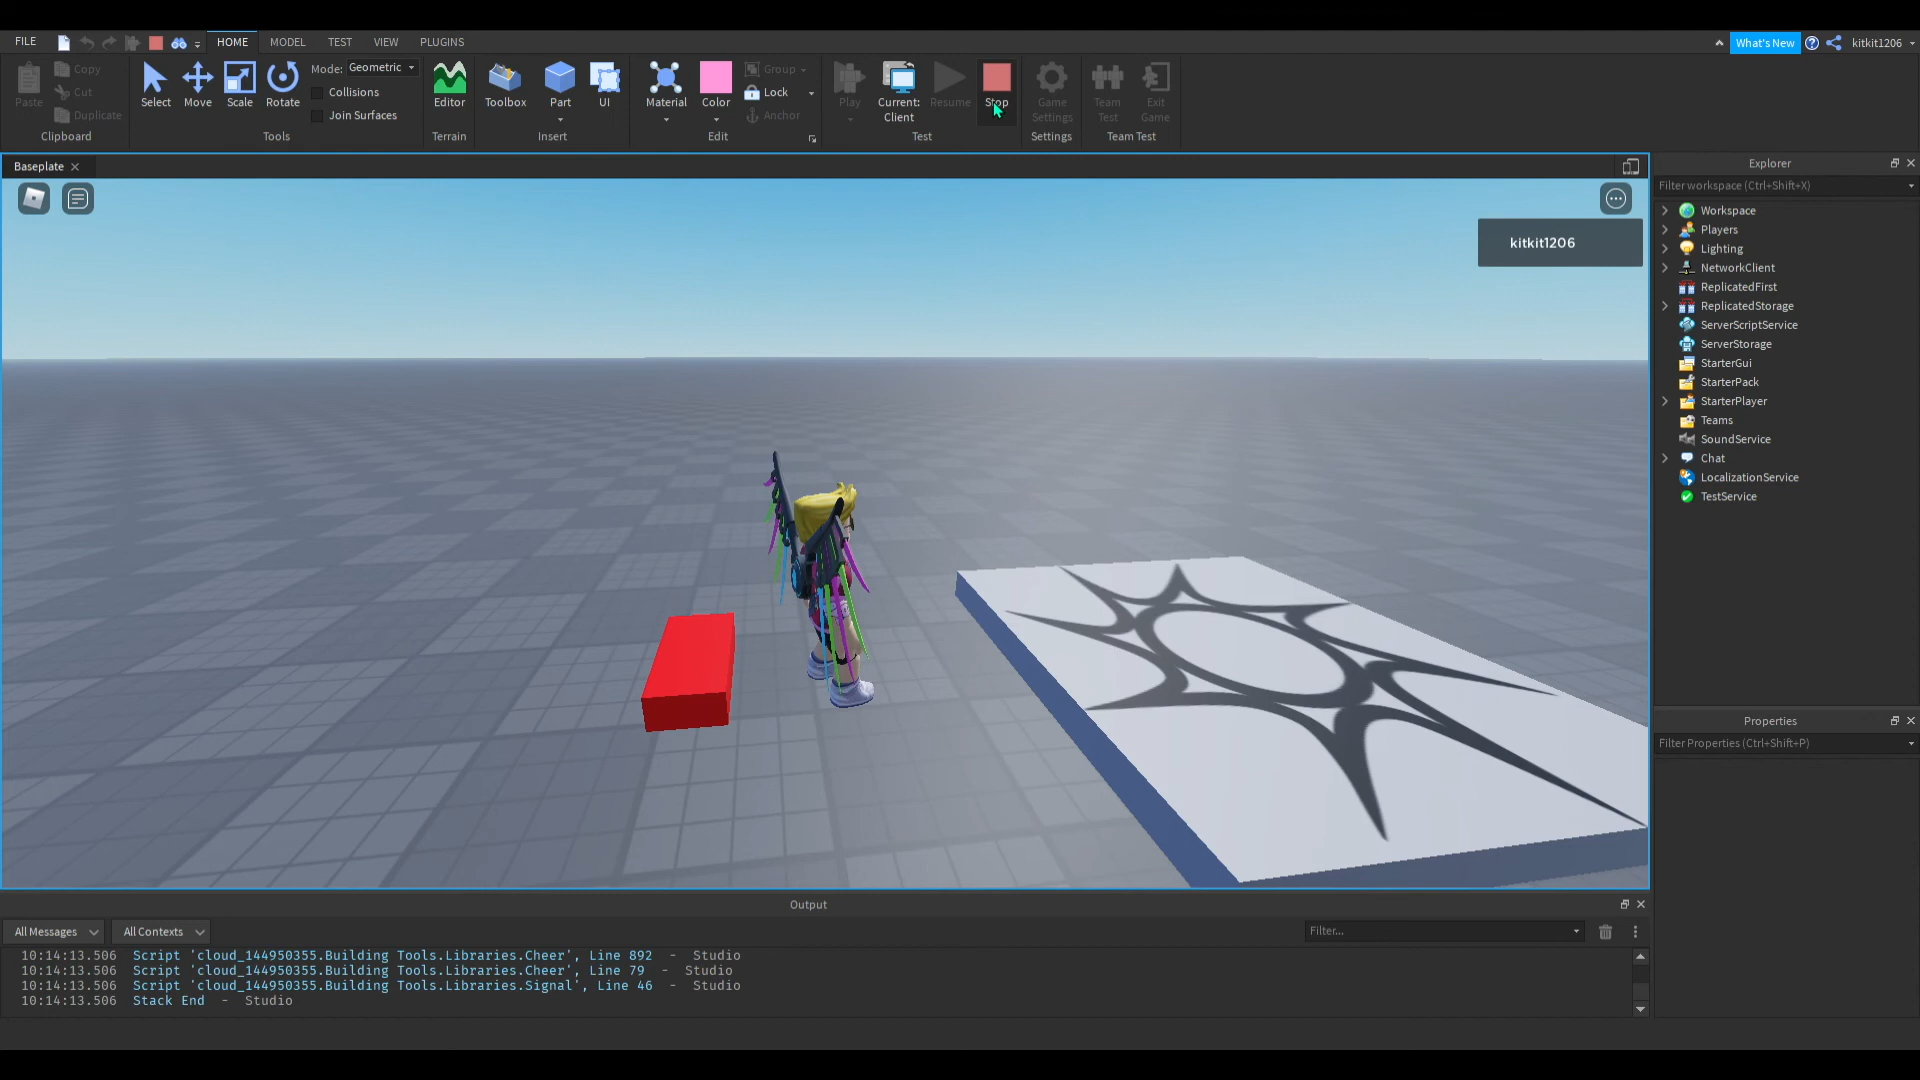 FILE HOME MODEL TEST VIEW PLUGINS What's New kitkit1206
Paste Copy Cut Duplicate Clipboard
Select Move Scale Rotate Mode: Geometric Collisions Join Surfaces Tools
Editor Terrain
Toolbox Part UI Insert
Material Color Group Lock Anchor Edit
Play Current: Client Resume Stop Test
Game Settings Settings
Team Test Exit Game Team Test
Baseplate
kitkit1206
Explorer
Filter workspace (Ctrl+Shift+X)
Workspace
Players
Lighting
NetworkClient
ReplicatedFirst
ReplicatedStorage
ServerScriptService
ServerStorage
StarterGui
StarterPack
StarterPlayer
Teams
SoundService
Chat
LocalizationService
TestService
Properties
Filter Properties (Ctrl+Shift+P)
Output
All Messages All Contexts Filter...
10:14:13.506 Script 'cloud_144950355.Building Tools.Libraries.Cheer', Line 892 - Studio
10:14:13.506 Script 'cloud_144950355.Building Tools.Libraries.Cheer', Line 79 - Studio
10:14:13.506 Script 'cloud_144950355.Building Tools.Libraries.Signal', Line 46 - Studio
10:14:13.506 Stack End - Studio